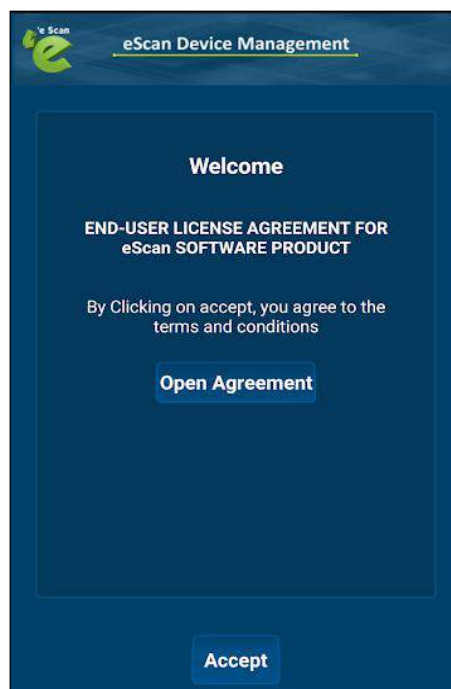 e Scan
eScan Device Management
Welcome
END-USER LICENSE AGREEMENT FOR
eScan SOFTWARE PRODUCT
By Clicking on accept, you agree to the
terms and conditions
Open Agreement
Accept